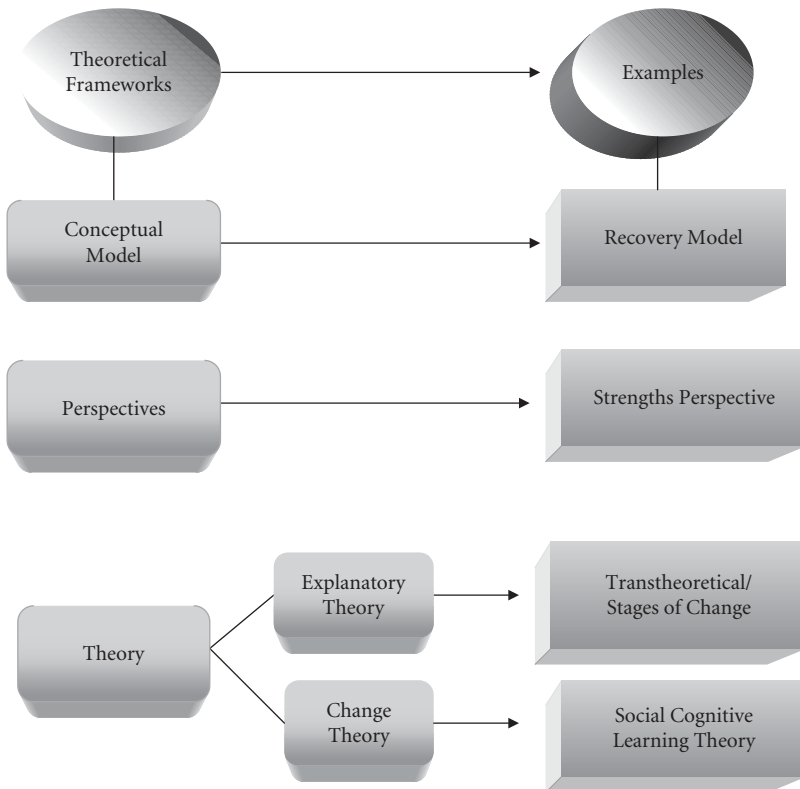 Theoretical
Frameworks
Examples
Conceptual
Model
Recovery Model
Perspectives
Strengths Perspective
Theory
Explanatory
Theory
Transtheoretical/
Stages of Change
Change
Theory
Social Cognitive
Learning Theory